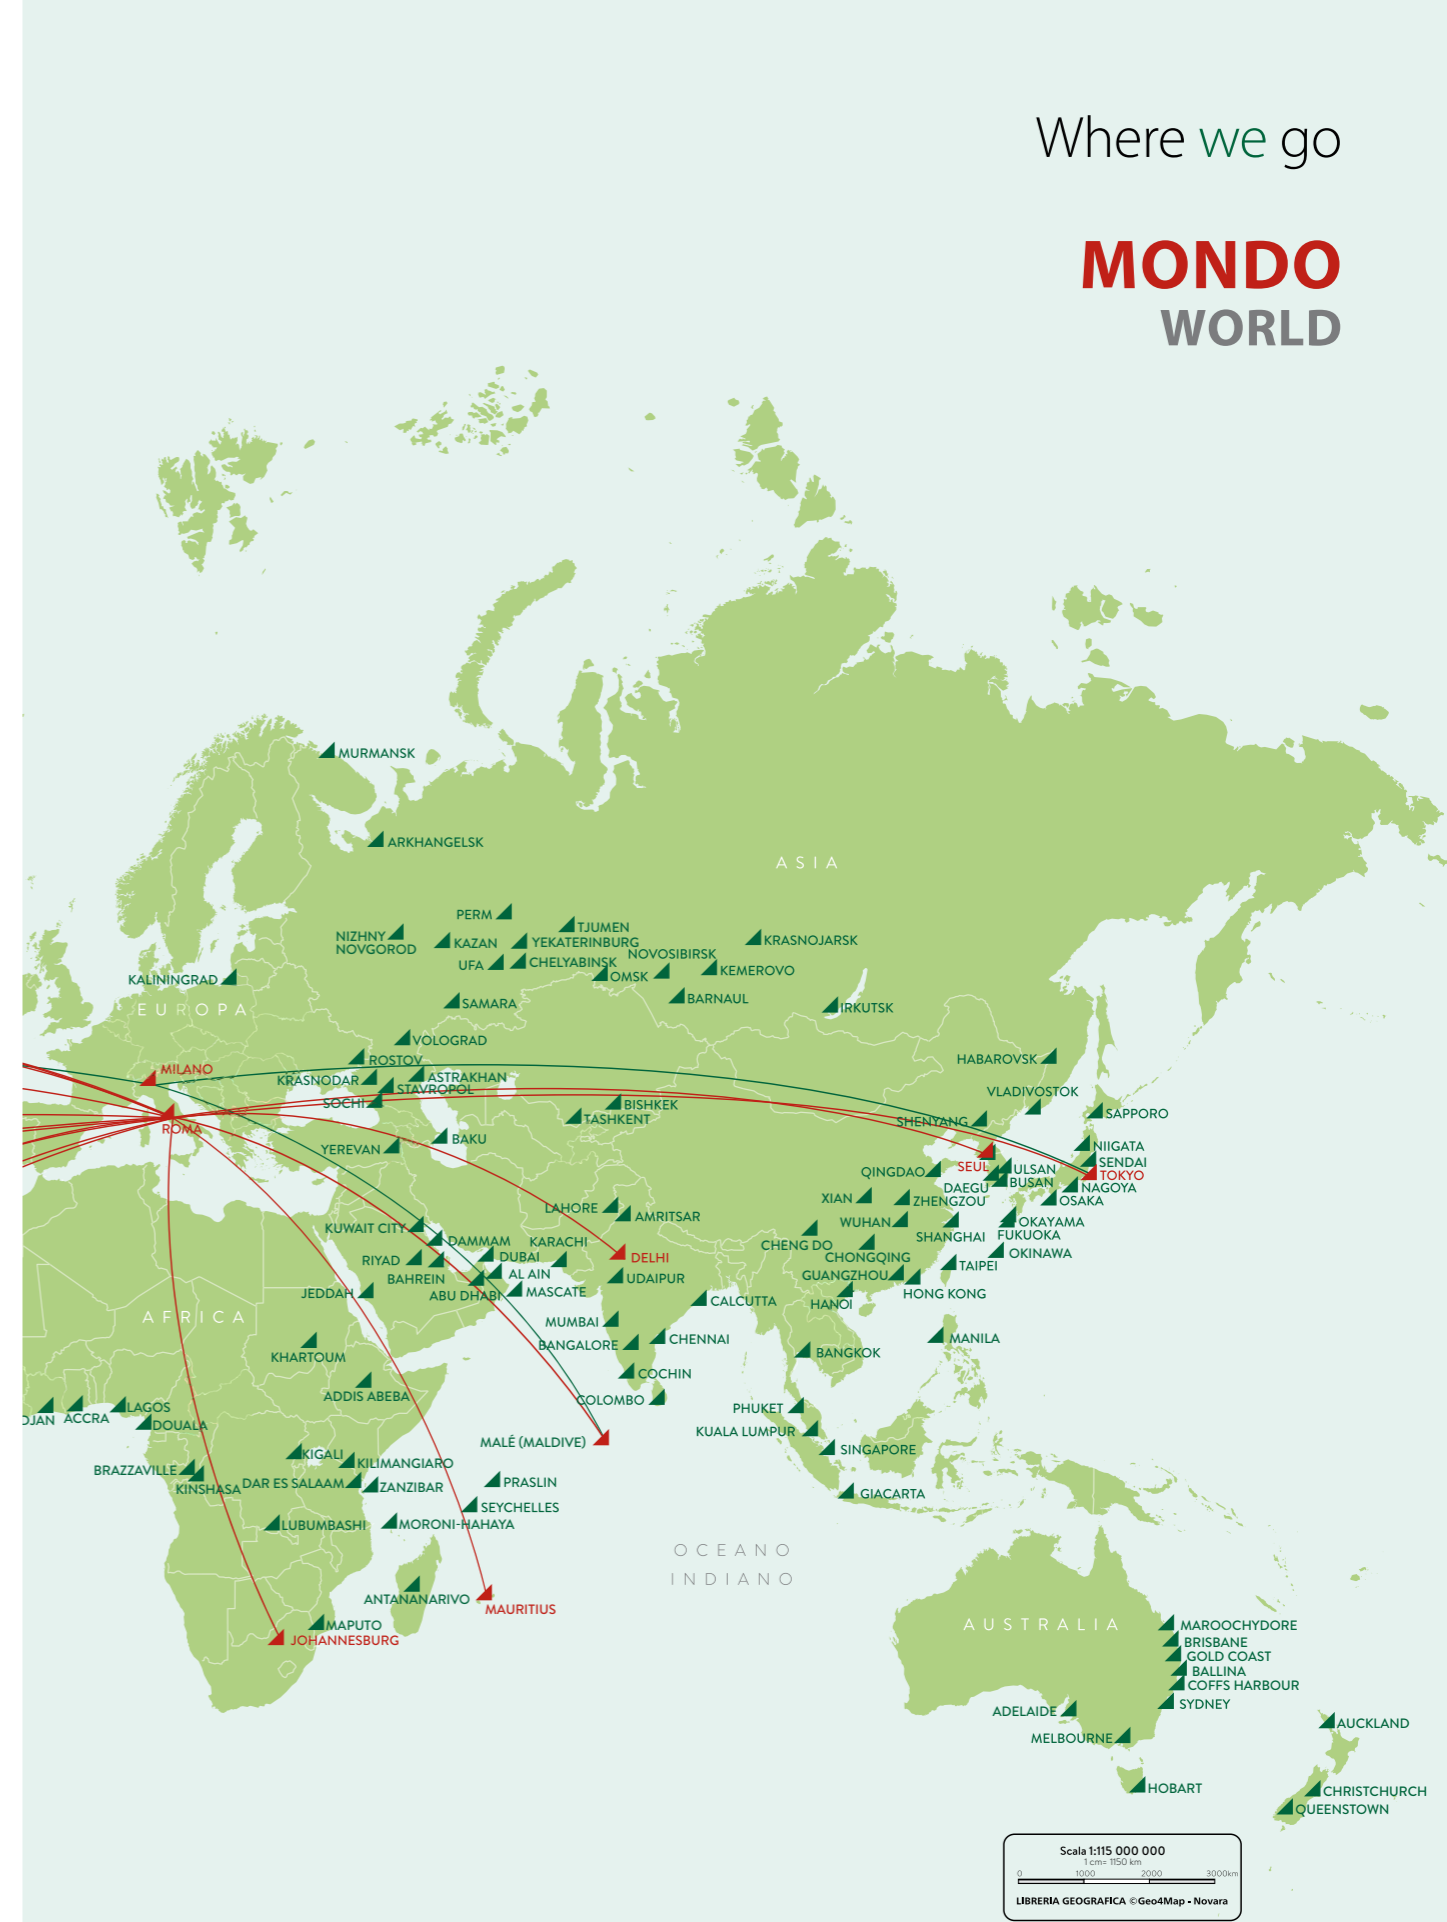 Where we go
MONDO
WORLD
MURMANSK
ARKHANGELSK
ASIA
PERM
TJUMEN
NIZHNY
NOVGOROD
KAZAN
YEKATERINBURG
KRASNOJARSK
NOVOSIBIRSK
UFA
CHELYABINSK
OMSK
KEMEROVO
KALININGRAD
BARNAUL
SAMARA
IRKUTSK
EUROPA
VOLOGRAD
ROSTOV
HABAROVSK
MILANO
KRASNODAR
ASTRAKHAN
STAVROPOL
VLADIVOSTOK
SOCHI
BISHKEK
SAPPORO
TASHKENT
SHENYANG
ROMA
BAKU
YEREVAN
NIIGATA
SENDAI
SEUL
ULSAN
TOKYO
QINGDAO
BUSAN
DAEGU
NAGOYA
XIAN
ZHENGZOU
OSAKA
LAHORE
AMRITSAR
WUHAN
OKAYAMA
KUWAIT CITY
SHANGHAI
FUKUOKA
DAMMAM
KARACHI
CHENG DO
CHONGQING
OKINAWA
RIYAD
DUBAI
DELHI
TAIPEI
BAHREIN
AL AIN
UDAIPUR
GUANGZHOU
JEDDAH
ABU DHABI
MASCATE
HONG KONG
CALCUTTA
HANOI
AFRICA
MUMBAI
BANGALORE
CHENNAI
MANILA
KHARTOUM
BANGKOK
COCHIN
ADDIS ABEBA
COLOMBO
LAGOS
PHUKET
DJAN
ACCRA
DOUALA
KUALA LUMPUR
MALÉ (MALDIVE)
SINGAPORE
KIGALI
KILIMANGIARO
BRAZZAVILLE
KINSHASA
DAR ES SALAAM
ZANZIBAR
PRASLIN
GIACARTA
SEYCHELLES
LUBUMBASHI
MORONI-HAHAYA
OCEANO
INDIANO
ANTANANARIVO
MAURITIUS
MAPUTO
JOHANNESBURG
AUSTRALIA
MAROOCHYDORE
BRISBANE
GOLD COAST
BALLINA
COFFS HARBOUR
SYDNEY
ADELAIDE
MELBOURNE
AUCKLAND
HOBART
CHRISTCHURCH
QUEENSTOWN
Scala 1:115 000 000
1 cm= 1150 km
0 1000 2000 3000km
LIBRERIA GEOGRAFICA ©Geo4Map - Novara